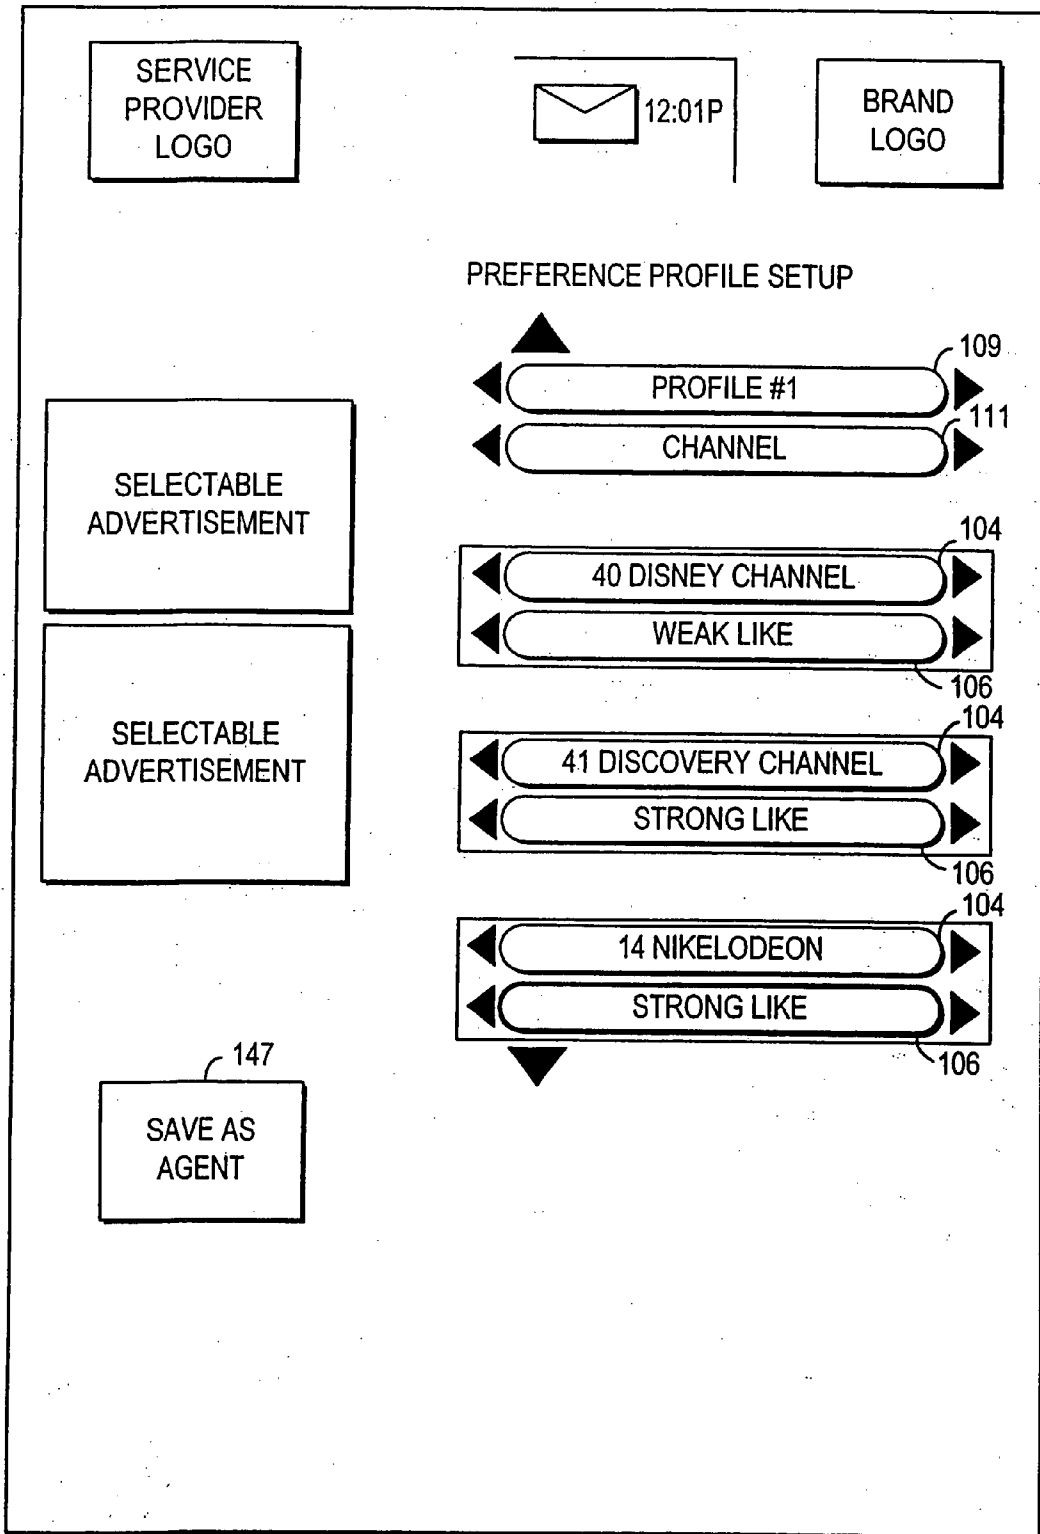 SERVICE
PROVIDER
LOGO
12:01P
BRAND
LOGO
PREFERENCE PROFILE SETUP
109
PROFILE #1
111
CHANNEL
SELECTABLE
ADVERTISEMENT
104
40 DISNEY CHANNEL
WEAK LIKE
106
SELECTABLE
ADVERTISEMENT
104
41 DISCOVERY CHANNEL
STRONG LIKE
106
104
14 NIKELODEON
STRONG LIKE
106
147
SAVE AS
AGENT